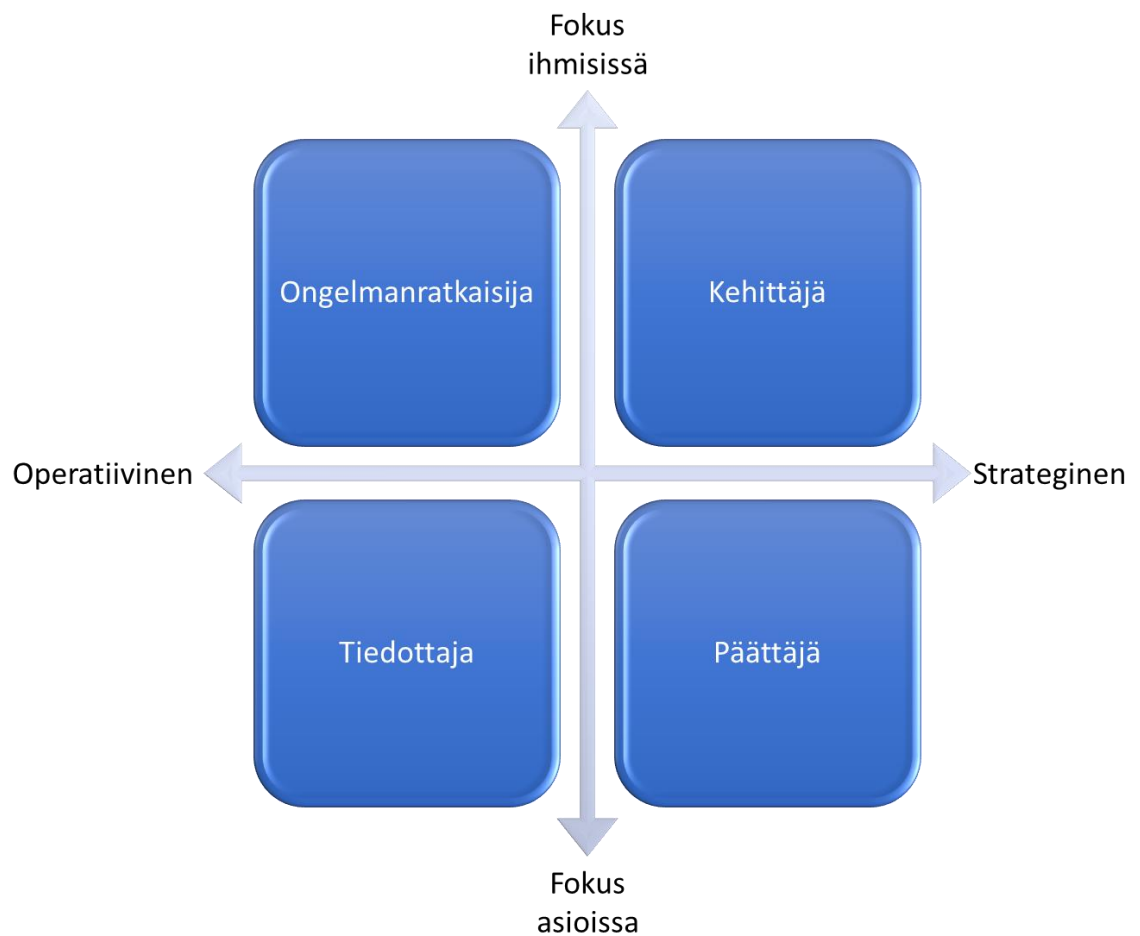 Fokus
ihmisissä
Ongelmanratkaisija
Kehittäjä
Operatiivinen
Strateginen
Tiedottaja
Päättäjä
Fokus
asioissa